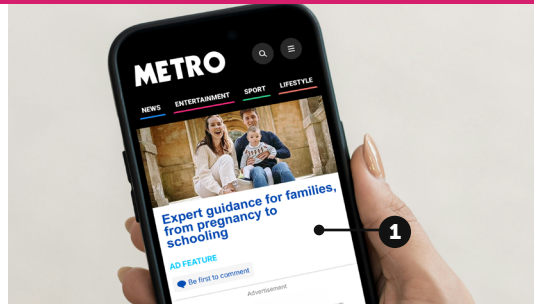 METRO
NEWS ENTERTAINMENT SPORT LIFESTYLE
Expert guidance for families,
from pregnancy to
schooling
1
AD FEATURE
Be first to comment
Advertisement